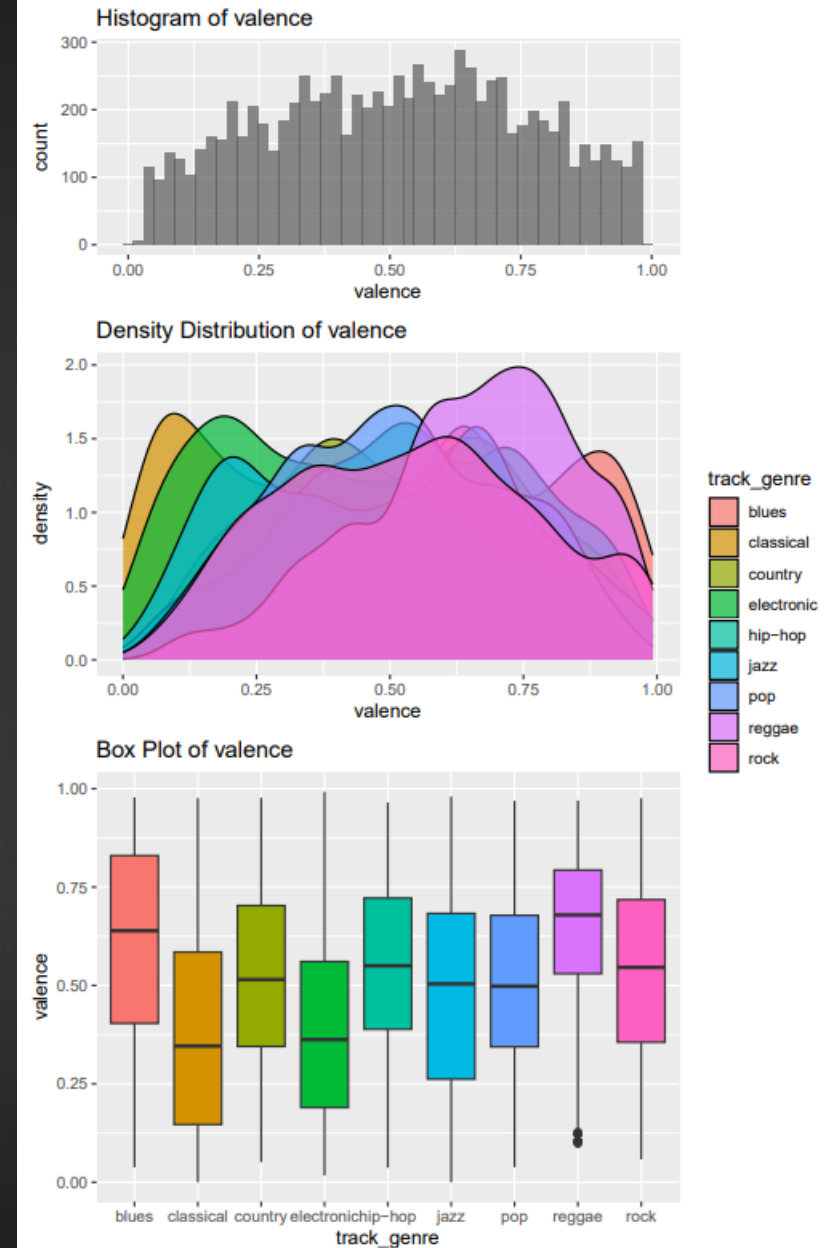 Histogram of valence
300
200
100
0
count
0.00 0.25 0.50 0.75 1.00
valence
Density Distribution of valence
2.0
1.5
1.0
0.5
0.0
density
0.00 0.25 0.50 0.75 1.00
valence
track_genre
blues
classical
country
electronic
hip-hop
jazz
pop
reggae
rock
Box Plot of valence
1.00
0.75
0.50
0.25
0.00
valence
blues classical country electronic hip-hop jazz pop reggae rock
track_genre